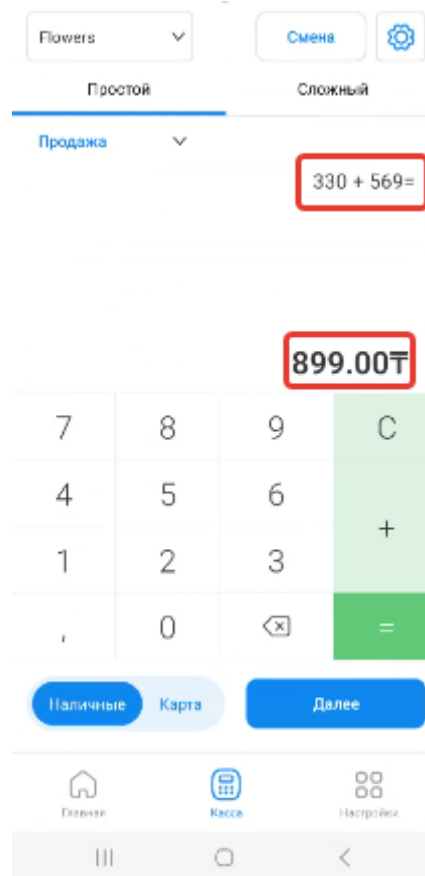 Flowers Смена
Простой Сложный
Продажа
330 + 569=
899.00₸
7 8 9 C
4 5 6
+
1 2 3
, 0 =
Наличные Карта Далее
Главная Касса Настройки